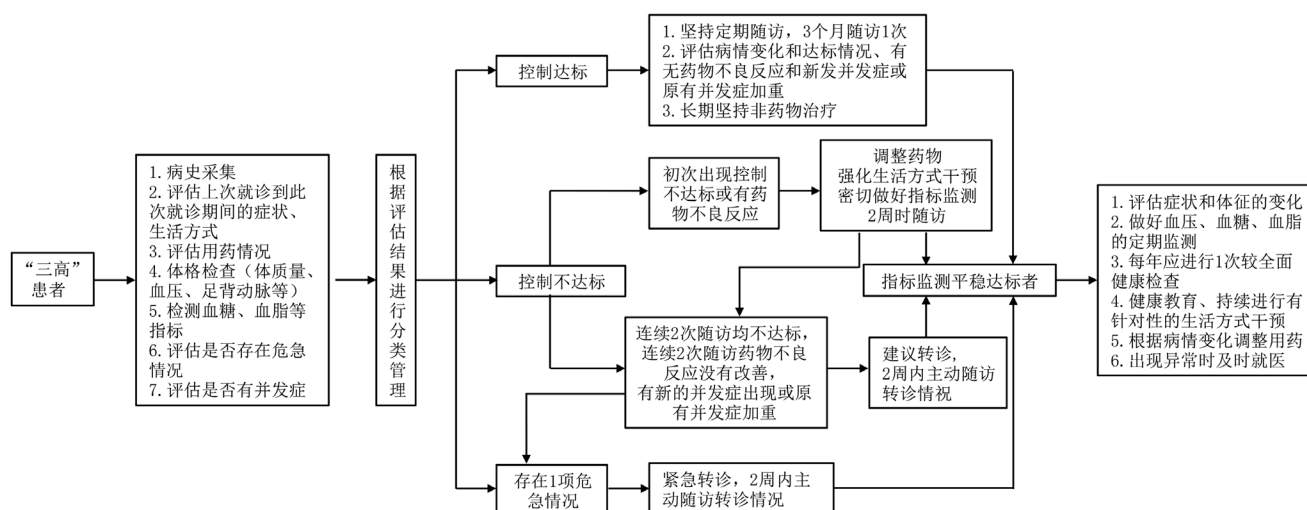 “三高”
患者
1. 病史采集
2. 评估上次就诊到此
次就诊期间的症状、
生活方式
3. 评估用药情况
4. 体格检查（体质量、
血压、足背动脉等）
5. 检测血糖、血脂等
指标
6. 评估是否存在危急
情况
7. 评估是否有并发症
根
据
评
估
结
果
进
行
分
类
管
理
控制达标
1. 坚持定期随访，3个月随访1次
2. 评估病情变化和达标情况、有
无药物不良反应和新发并发症或
原有并发症加重
3. 长期坚持非药物治疗
控制不达标
初次出现控制
不达标或有药
物不良反应
调整药物
强化生活方式干预
密切做好指标监测
2周时随访
连续2次随访均不达标，
连续2次随访药物不良
反应没有改善，
有新的并发症出现或原
有并发症加重
建议转诊，
2周内主动随访
转诊情况
存在1项危
急情况
紧急转诊，2周内主
动随访转诊情况
指标监测平稳达标者
1. 评估症状和体征的变化
2. 做好血压、血糖、血脂
的定期监测
3. 每年应进行1次较全面
健康检查
4. 健康教育、持续进行有
针对性的生活方式干预
5. 根据病情变化调整用药
6. 出现异常时及时就医